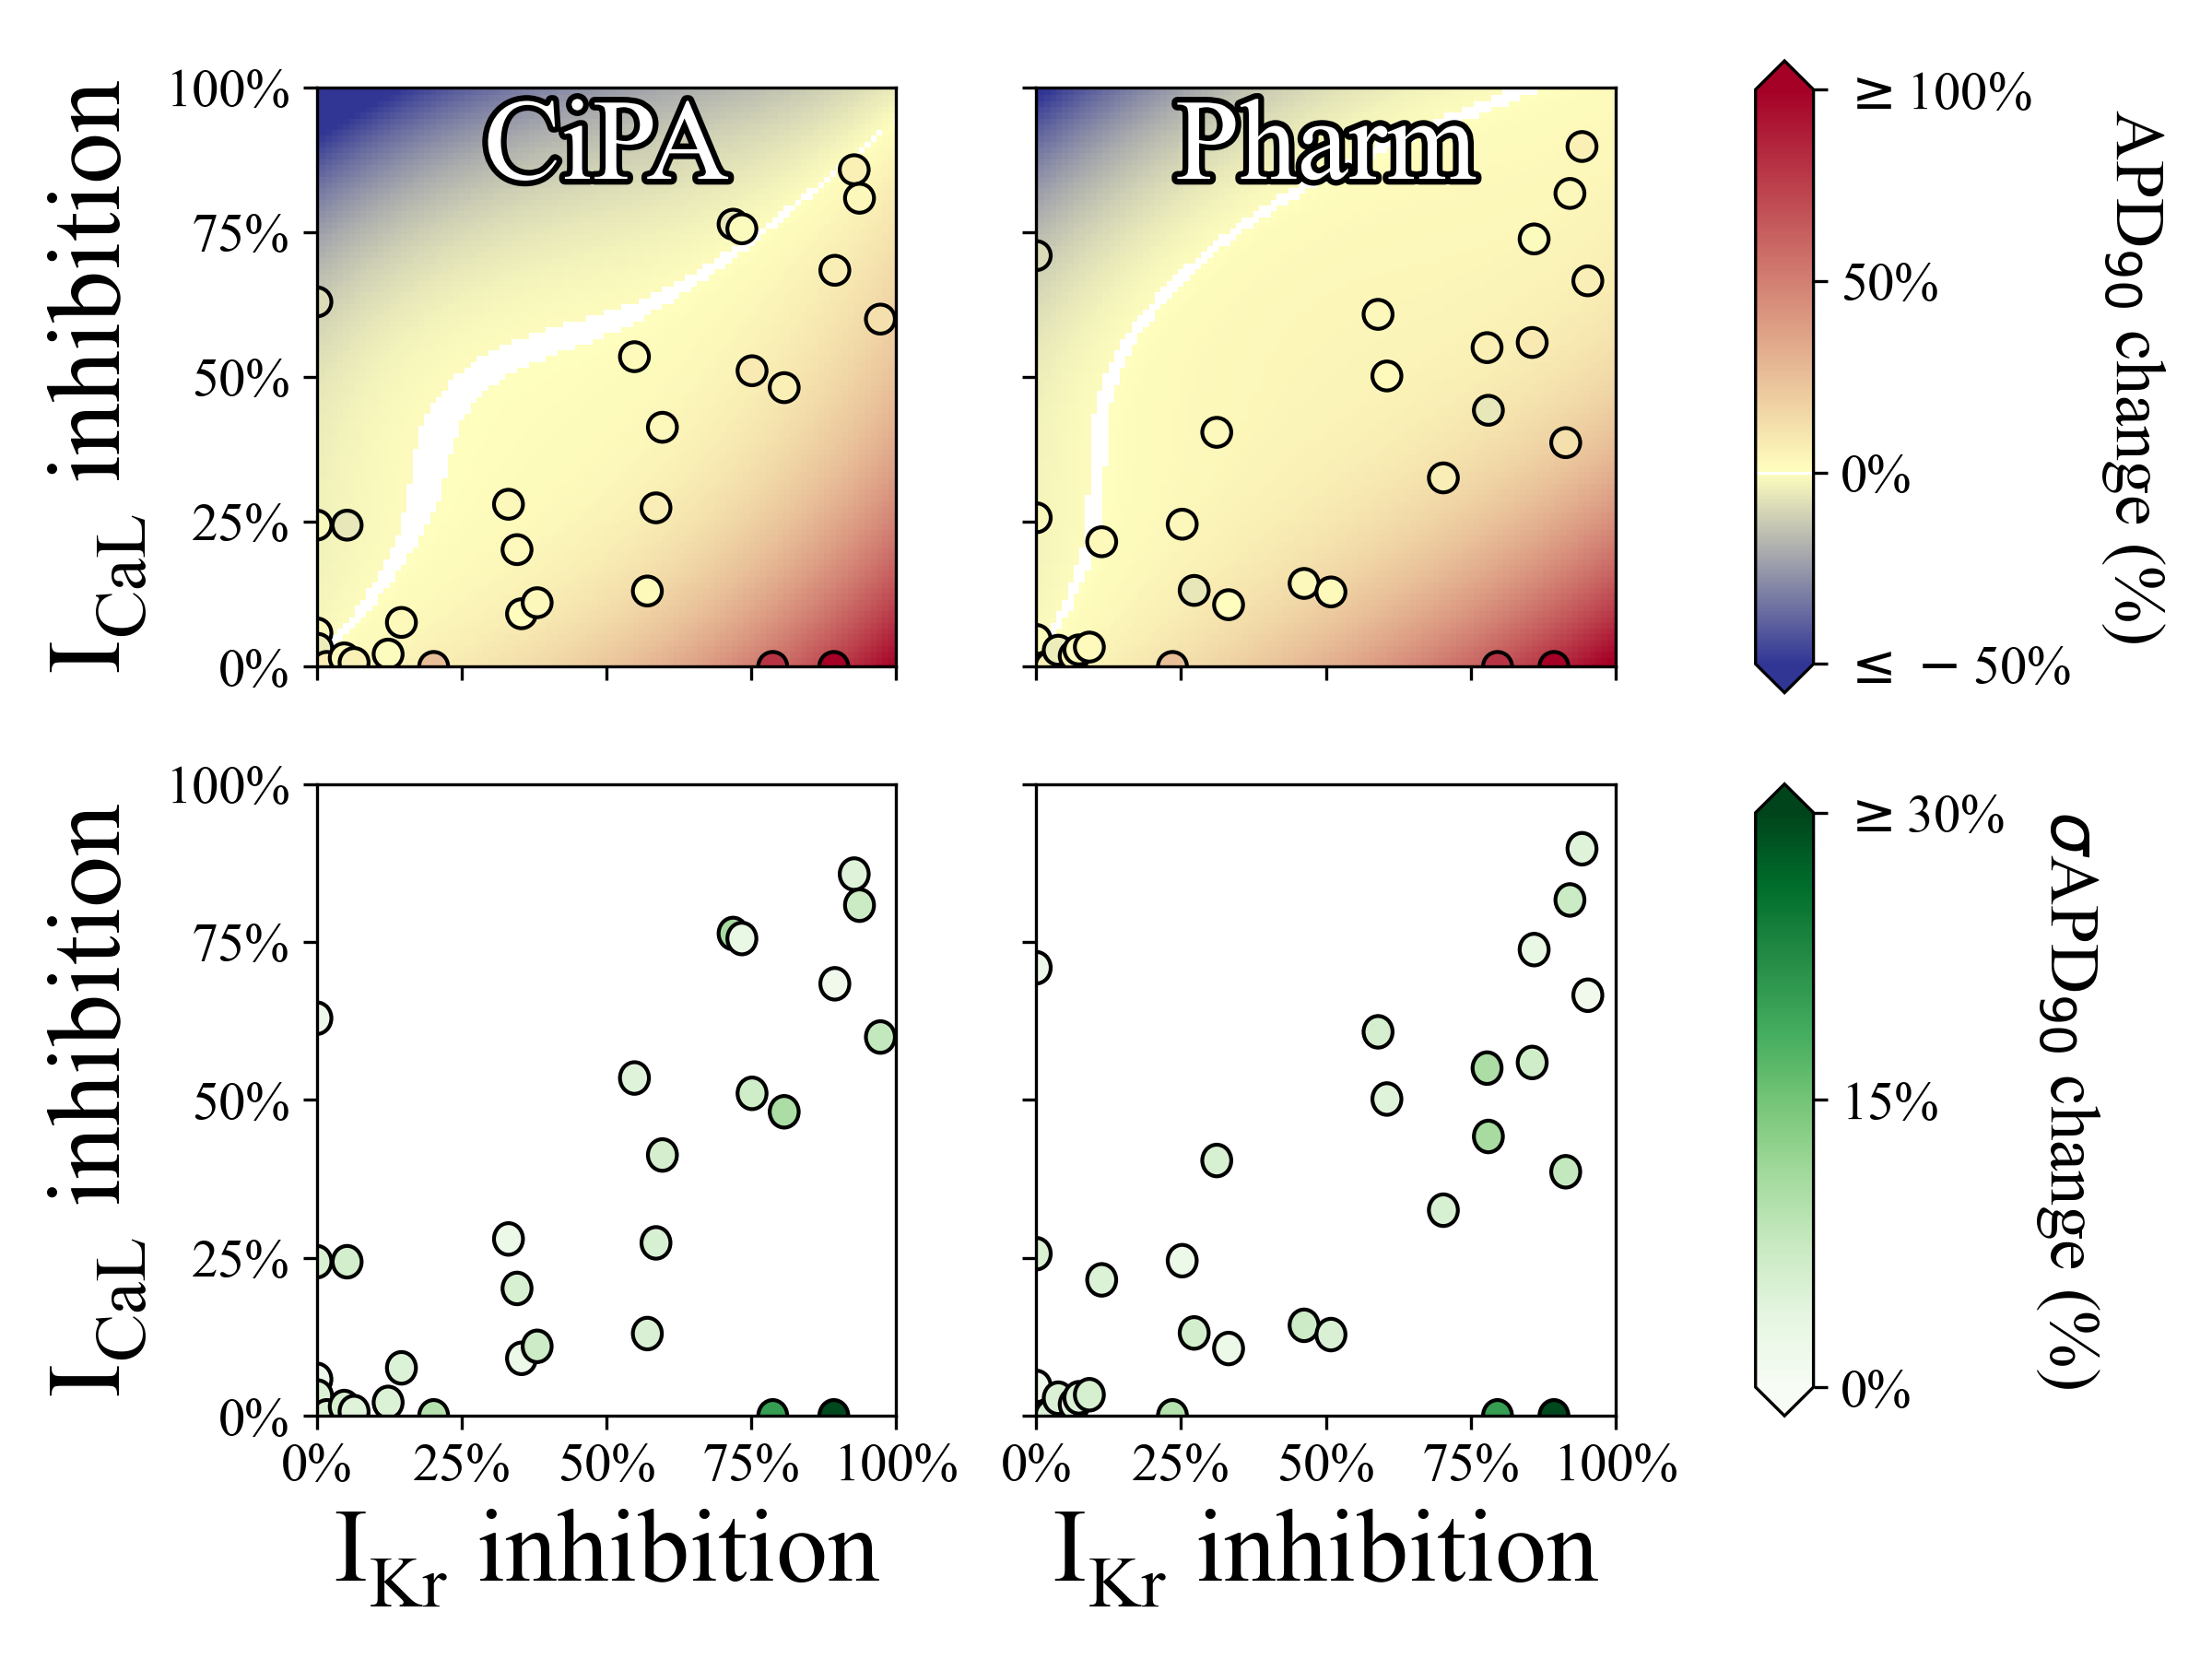 CiPA
Pharm
I_CaL inhibition
100%
75%
50%
25%
0%
≥ 100%
50%
0%
≤ −50%
APD90 change (%)
I_CaL inhibition
100%
75%
50%
25%
0%
0% 25% 50% 75% 100%
I_Kr inhibition
0% 25% 50% 75% 100%
I_Kr inhibition
≥ 30%
15%
0%
σAPD90 change (%)